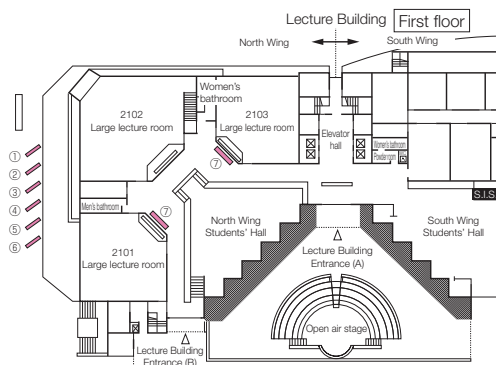 Lecture Building
First floor
North Wing
South Wing
Women's
bathroom
2102
Large lecture room
2103
Large lecture room
Elevator
hall
Women's bathroom
Powder room
①
②
③
④
⑤
⑥
⑦
S.I.S
Men's bathroom
⑦
North Wing
Students' Hall
South Wing
Students' Hall
2101
Large lecture room
Lecture Building
Entrance (A)
Open air stage
Lecture Building
Entrance (B)